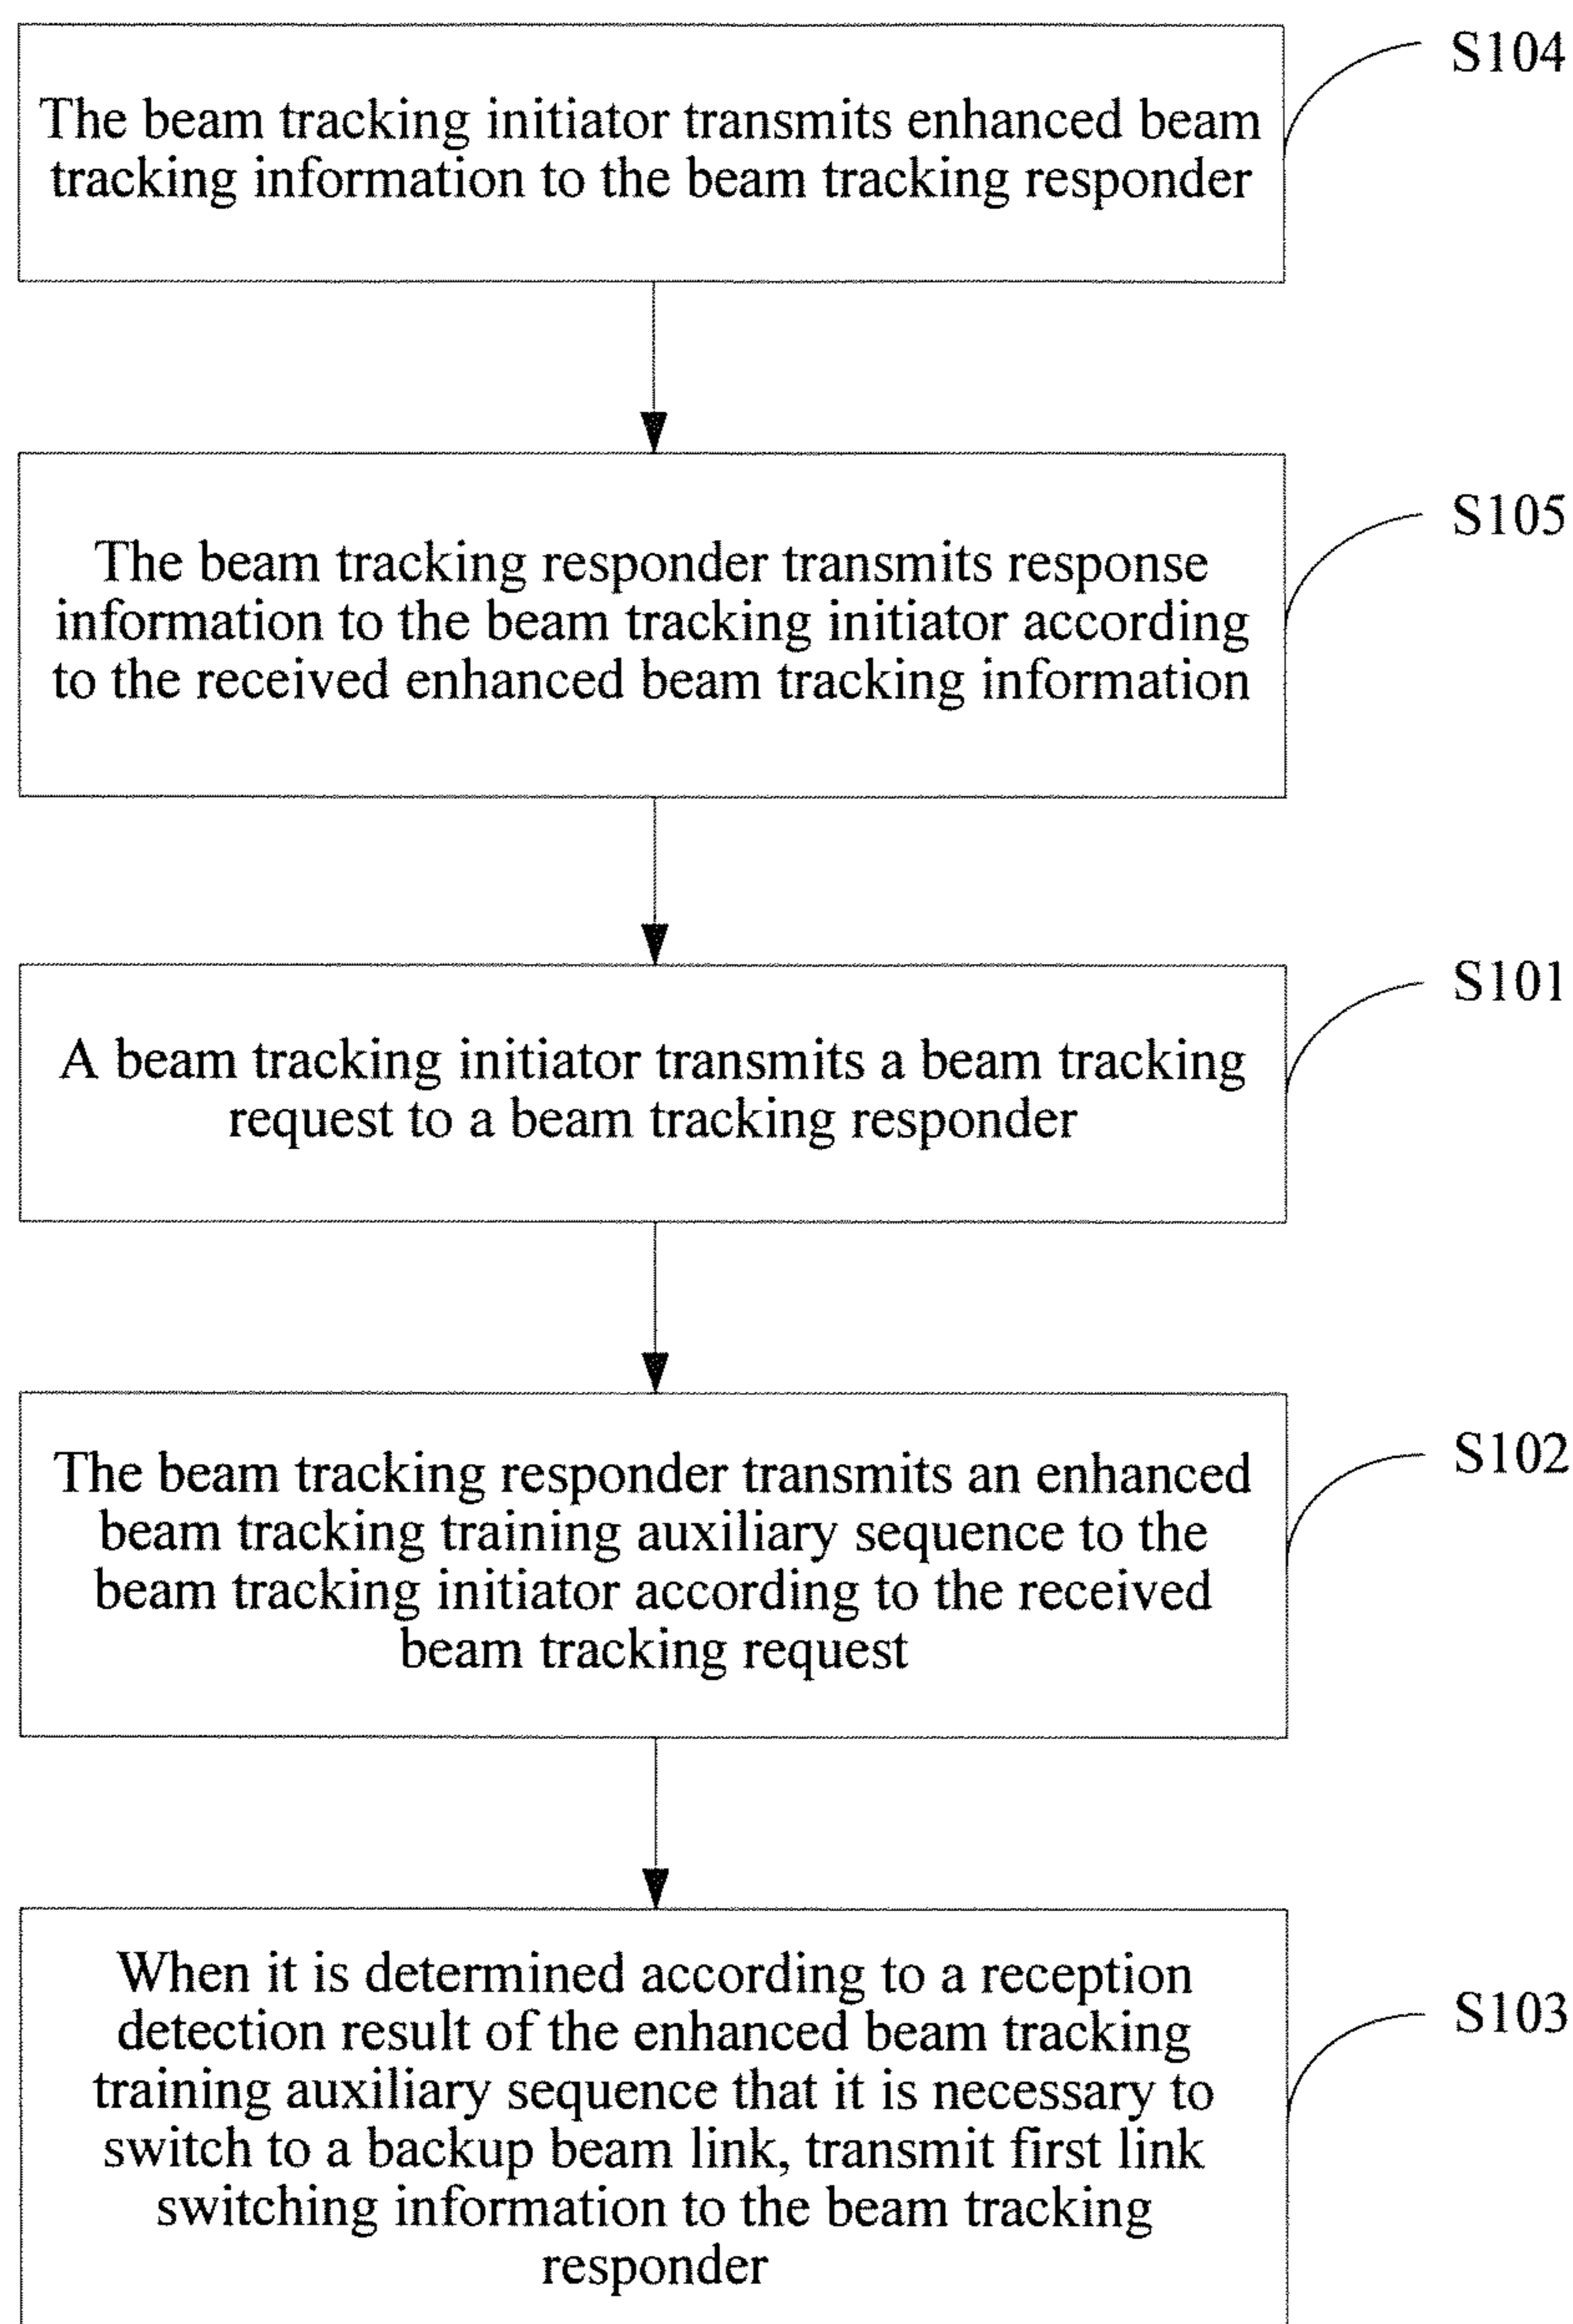 S104
The beam tracking initiator transmits enhanced beam
tracking information to the beam tracking responder
S105
The beam tracking responder transmits response
information to the beam tracking initiator according
to the received enhanced beam tracking information
S101
A beam tracking initiator transmits a beam tracking
request to a beam tracking responder
S102
The beam tracking responder transmits an enhanced
beam tracking training auxiliary sequence to the
beam tracking initiator according to the received
beam tracking request
S103
When it is determined according to a reception
detection result of the enhanced beam tracking
training auxiliary sequence that it is necessary to
switch to a backup beam link, transmit first link
switching information to the beam tracking
responder